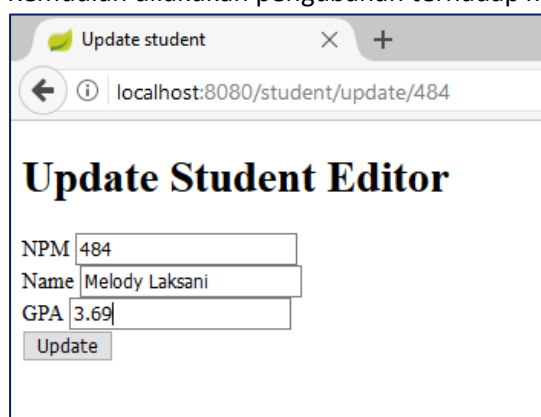 Update student
localhost:8080/student/update/484
Update Student Editor
NPM 484
Name Melody Laksani
GPA 3.69
Update